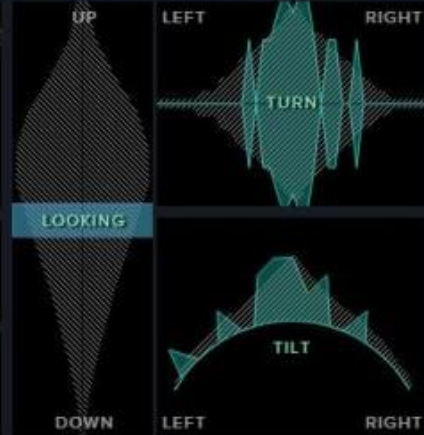 UP
LOOKING
DOWN
LEFT RIGHT
TURN
TILT
LEFT RIGHT